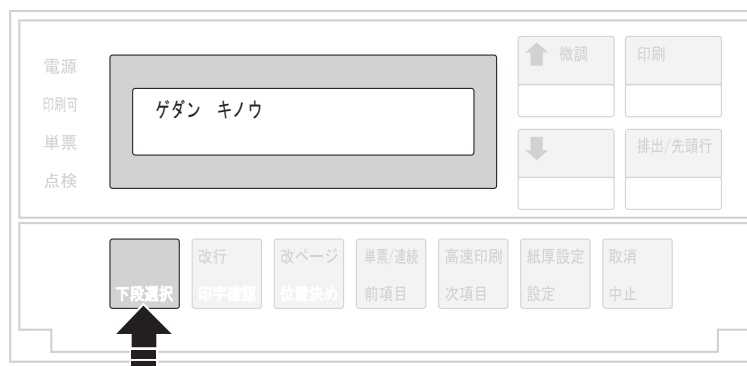 電源
印刷可
単票
点検
ゲダン キノウ
微調
印刷
排出/先頭行
下段選択
改行
印字確認
改ページ
位置決め
単票/連続
前項目
高速印刷
次項目
紙厚設定
設定
取消
中止